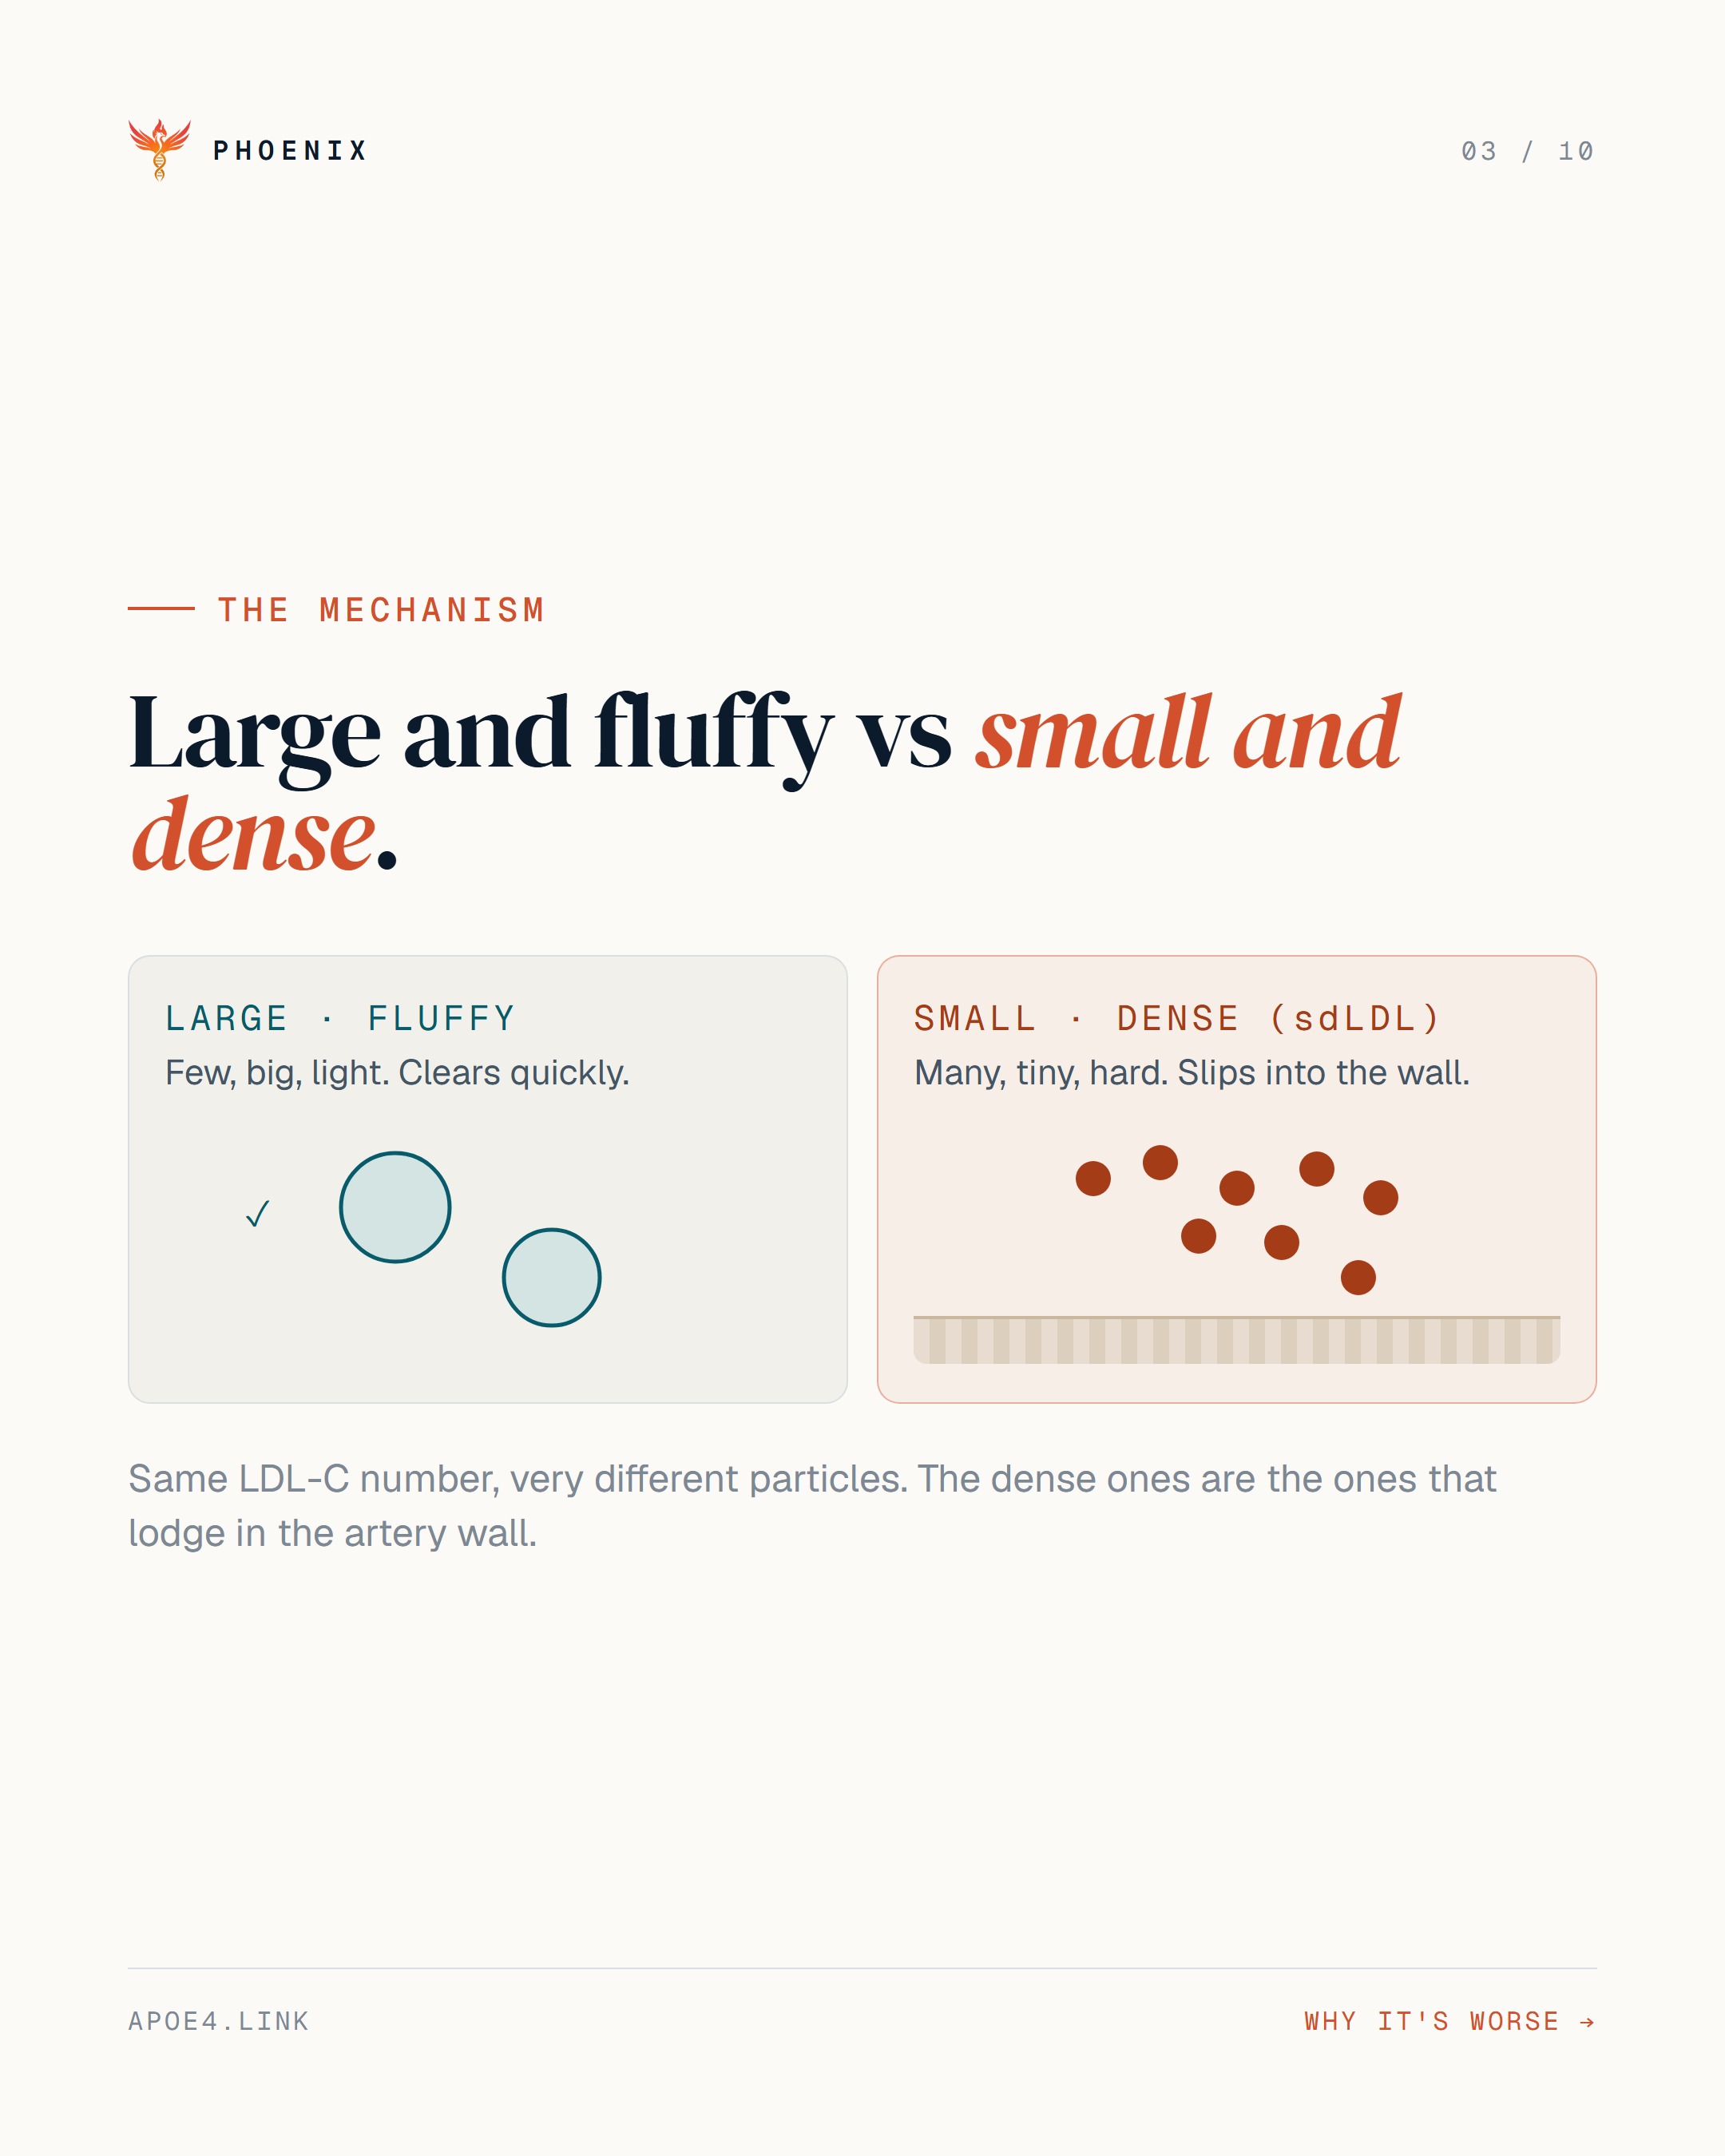 PHOENIX
03 / 10
THE MECHANISM
Large and fluffy vs small and
dense.
LARGE · FLUFFY
Few, big, light. Clears quickly.
✓
SMALL · DENSE (sdLDL)
Many, tiny, hard. Slips into the wall.
Same LDL-C number, very different particles. The dense ones are the ones that
lodge in the artery wall.
APOE4.LINK
WHY IT'S WORSE →